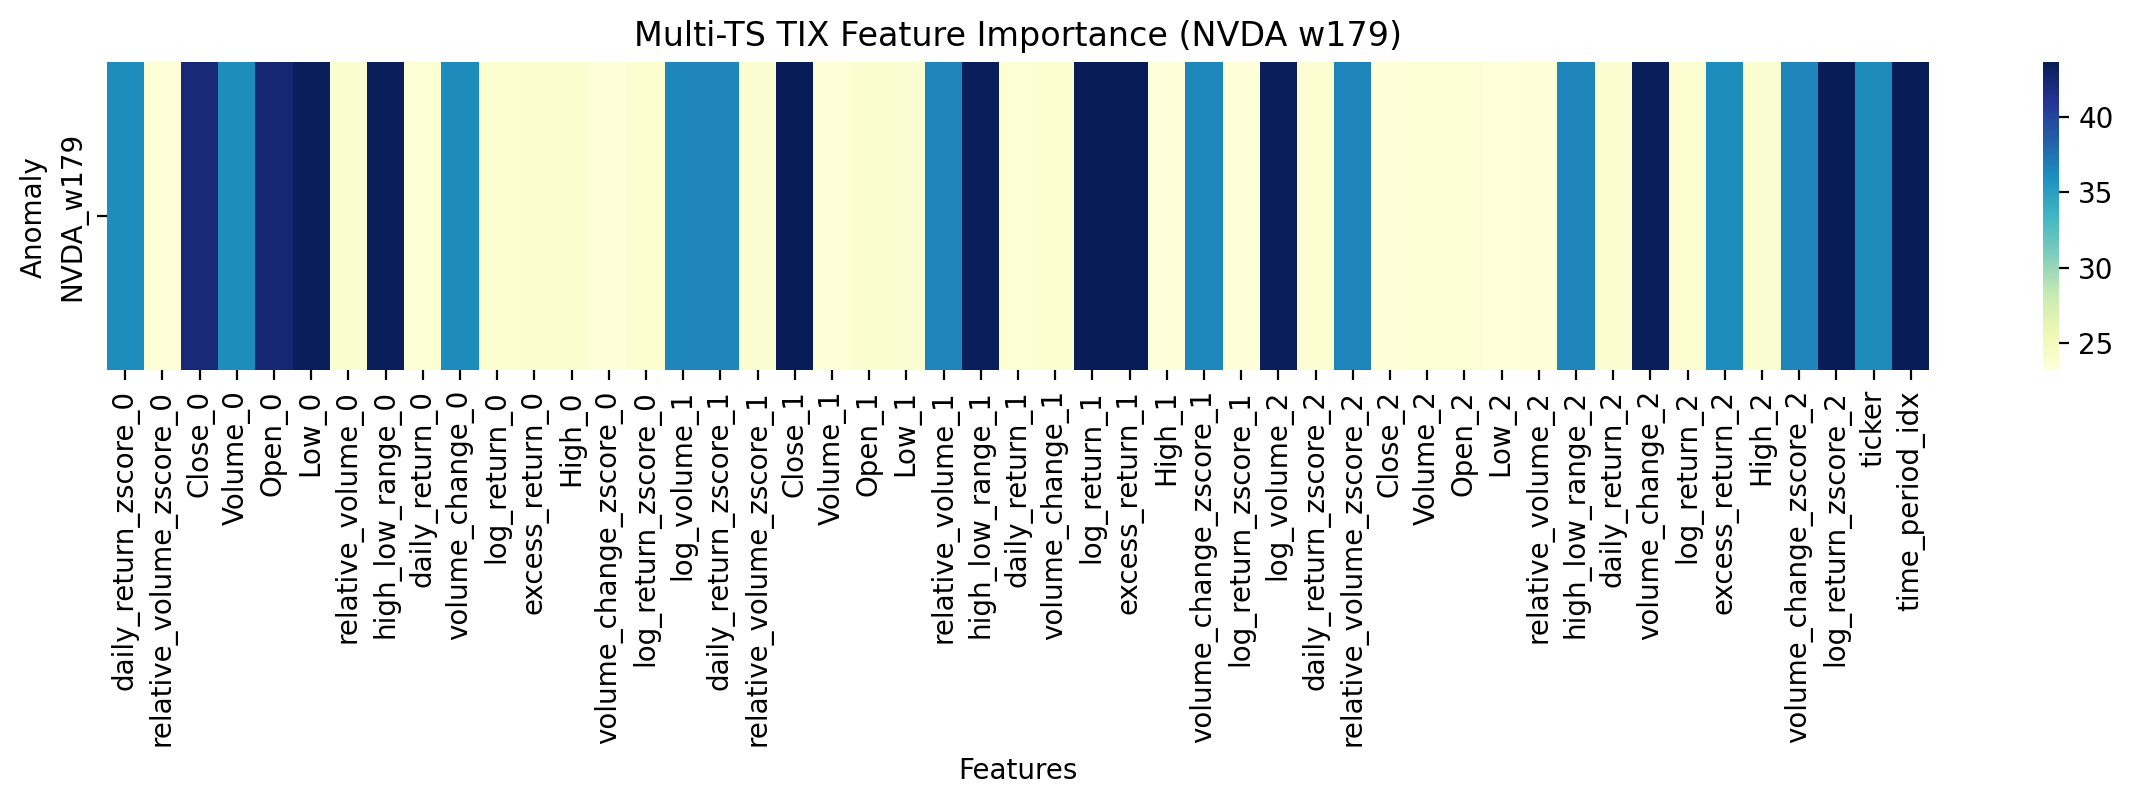 Multi-TS TIX Feature Importance (NVDA w179)
Anomaly
NVDA_w179
40
35
30
25
daily_return_zscore_0
relative_volume_zscore_0
Close_0
Volume_0
Open_0
Low_0
relative_volume_0
high_low_range_0
daily_return_0
volume_change_0
log_return_0
excess_return_0
High_0
volume_change_zscore_0
log_return_zscore_0
log_volume_1
daily_return_zscore_1
relative_volume_zscore_1
Close_1
Volume_1
Open_1
Low_1
relative_volume_1
high_low_range_1
daily_return_1
volume_change_1
log_return_1
excess_return_1
High_1
volume_change_zscore_1
log_return_zscore_1
log_volume_2
daily_return_zscore_2
relative_volume_zscore_2
Close_2
Volume_2
Open_2
Low_2
relative_volume_2
high_low_range_2
daily_return_2
volume_change_2
log_return_2
excess_return_2
High_2
volume_change_zscore_2
log_return_zscore_2
ticker
time_period_idx
Features